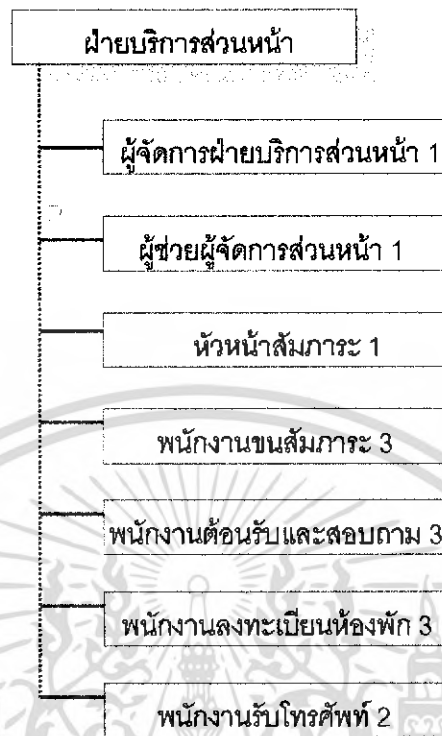 ฝ่ายบริการส่วนหน้า
ผู้จัดการฝ่ายบริการส่วนหน้า 1
ผู้ช่วยผู้จัดการส่วนหน้า 1
หัวหน้าสัมภาระ 1
พนักงานขนสัมภาระ 3
พนักงานต้อนรับและสอบถาม 3
พนักงานลงทะเบียนห้องพัก 3
พนักงานรับโทรศัพท์ 2